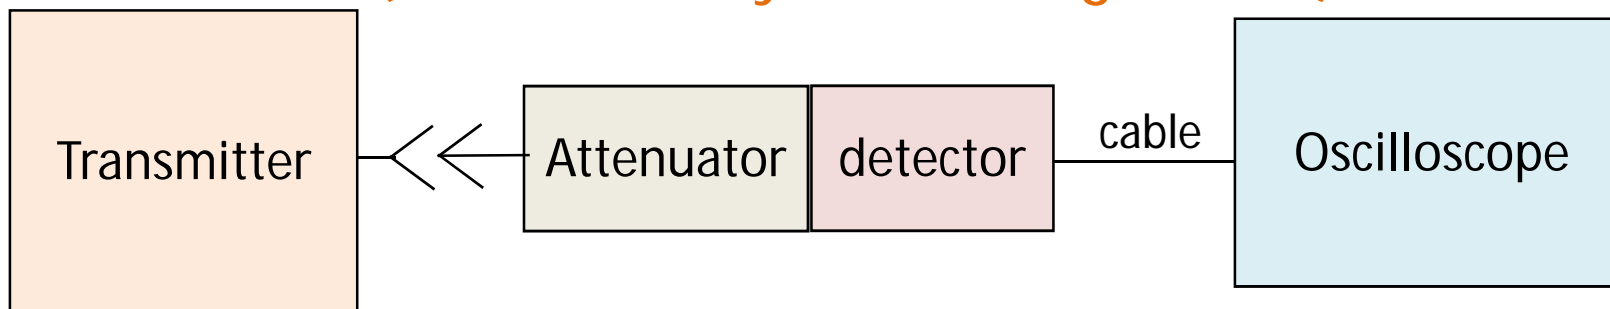 Transmitter
Attenuator
detector
cable
Oscilloscope